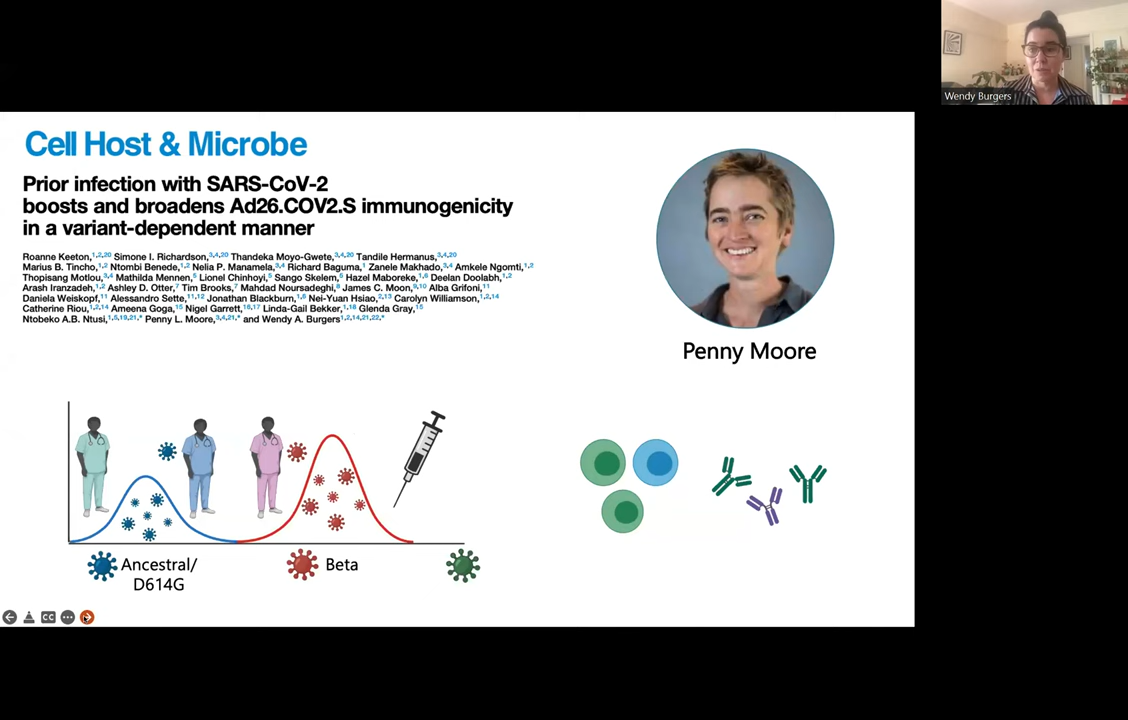 Wendy Burgers
Cell Host & Microbe
Prior infection with SARS-CoV-2
boosts and broadens Ad26.COV2.S immunogenicity
in a variant-dependent manner
Roanne Keeton,1,2,20 Simone I. Richardson,3,4,20 Thandeka Moyo-Gwete,3,4,20 Tandile Hermanus,3,4,20
Marius B. Tincho,1,2 Ntombi Benede,1,2 Nelia P. Manamela,3,4 Richard Baguma,1 Zanele Makhado,3,4 Amkele Ngomti,1,2
Thopisang Motlou,3,4 Mathilda Mennen,5 Lionel Chinhoyi,5 Sango Skelem,5 Hazel Maboreke,1,6 Deelan Doolabh,1,2
Arash Iranzadeh,1,2 Ashley D. Otter,7 Tim Brooks,7 Mahdad Noursadeghi,8 James C. Moon,9,10 Alba Grifoni,11
Daniela Weiskopf,11 Alessandro Sette,11,12 Jonathan Blackburn,1,6 Nei-Yuan Hsiao,2,13 Carolyn Williamson,1,2,14
Catherine Riou,1,2,14 Ameena Goga,15 Nigel Garrett,16,17 Linda-Gail Bekker,1,18 Glenda Gray,15
Ntobeko A.B. Ntusi,1,5,19,21,* Penny L. Moore,3,4,21,* and Wendy A. Burgers1,2,14,21,22,*
Penny Moore
Ancestral/
D614G
Beta
CC